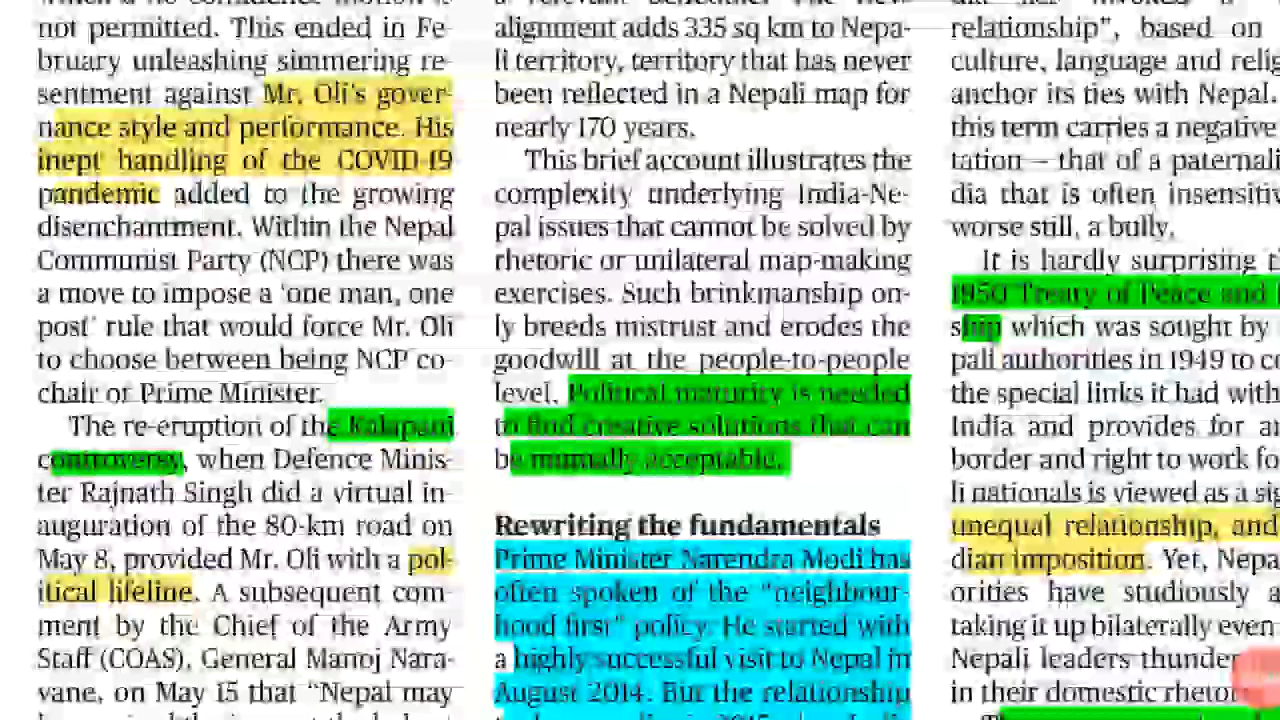 not permitted. This ended in Fe-
bruary unleashing simmering re-
sentment against Mr. Oli's gover-
nance style and performance. His
inept handling of the COVID-19
pandemic added to the growing
disenchantment. Within the Nepal
Communist Party (NCP) there was
a move to impose a 'one man, one
post' rule that would force Mr. Oli
to choose between being NCP co-
chair or Prime Minister.
The re-eruption of the Kalapani
controversy, when Defence Minis-
ter Rajnath Singh did a virtual in-
auguration of the 80-km road on
May 8, provided Mr. Oli with a pol-
itical lifeline. A subsequent com-
ment by the Chief of the Army
Staff (COAS), General Manoj Nara-
vane, on May 15 that "Nepal may
alignment adds 335 sq km to Nepa-
li territory, territory that has never
been reflected in a Nepali map for
nearly 170 years.
This brief account illustrates the
complexity underlying India-Ne-
pal issues that cannot be solved by
rhetoric or unilateral map-making
exercises. Such brinkmanship on-
ly breeds mistrust and erodes the
goodwill at the people-to-people
level. Political maturity is needed
to find creative solutions that can
be mutually acceptable.
Rewriting the fundamentals
Prime Minister Narendra Modi has
often spoken of the "neighbour-
hood first" policy. He started with
a highly successful visit to Nepal in
August 2014. But the relationship
relationship", based on
culture, language and relig
anchor its ties with Nepal.
this term carries a negative
tation — that of a paternali
dia that is often insensitiv
worse still, a bully.
It is hardly surprising t
1950 Treaty of Peace and
ship which was sought by
pali authorities in 1949 to co
the special links it had with
India and provides for an
border and right to work fo
li nationals is viewed as a sig
unequal relationship, and
dian imposition. Yet, Nepa
orities have studiously a
taking it up bilaterally even
Nepali leaders thunder
in their domestic rhetor